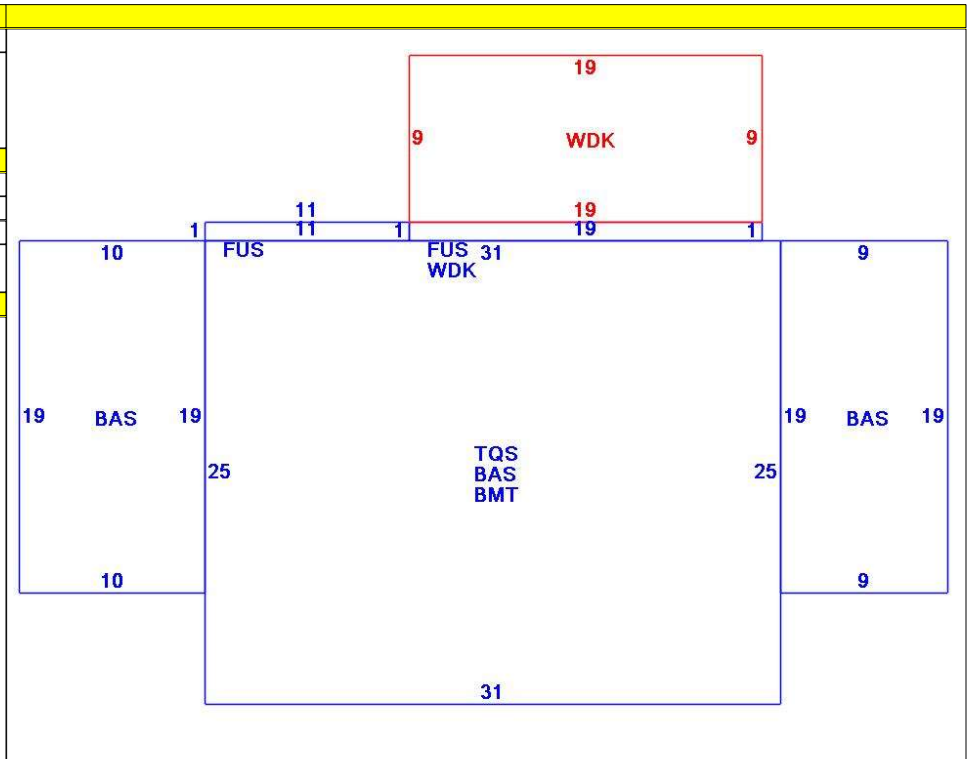 19
9 WDK 9
19
11
1 11 1 19 1
10 FUS FUS 31 9
WDK
19 BAS 19 19 BAS 19
TQS
25 BAS 25
BMT
10 9
31